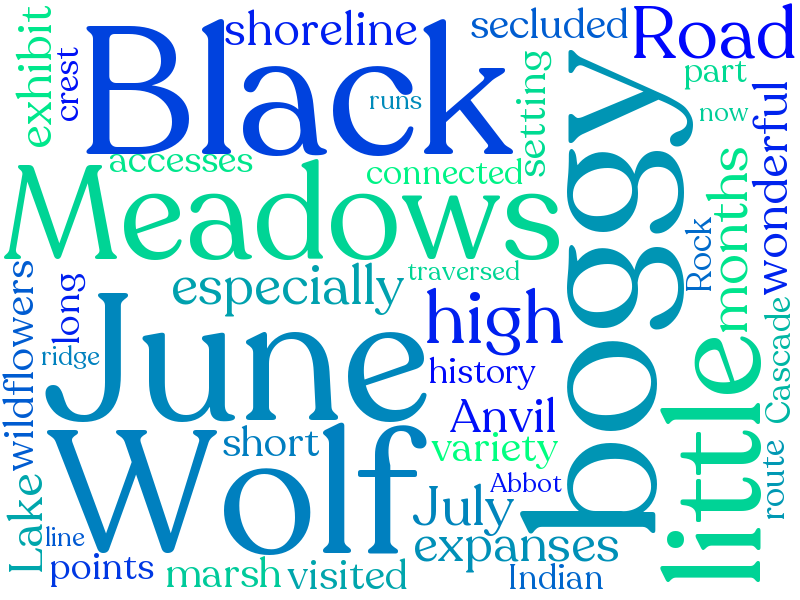 exhibit
crest
shoreline
secluded
Road
Black
runs
setting
part
now
wonderful
accesses
connected
boggy
Meadows
months
Rock
especially
traversed
wildflowers
long
high
June
ridge
history
Cascade
little
Anvil
Wolf
short
variety
Abbot
route
Lake
July
line
expanses
points
marsh
visited
Indian